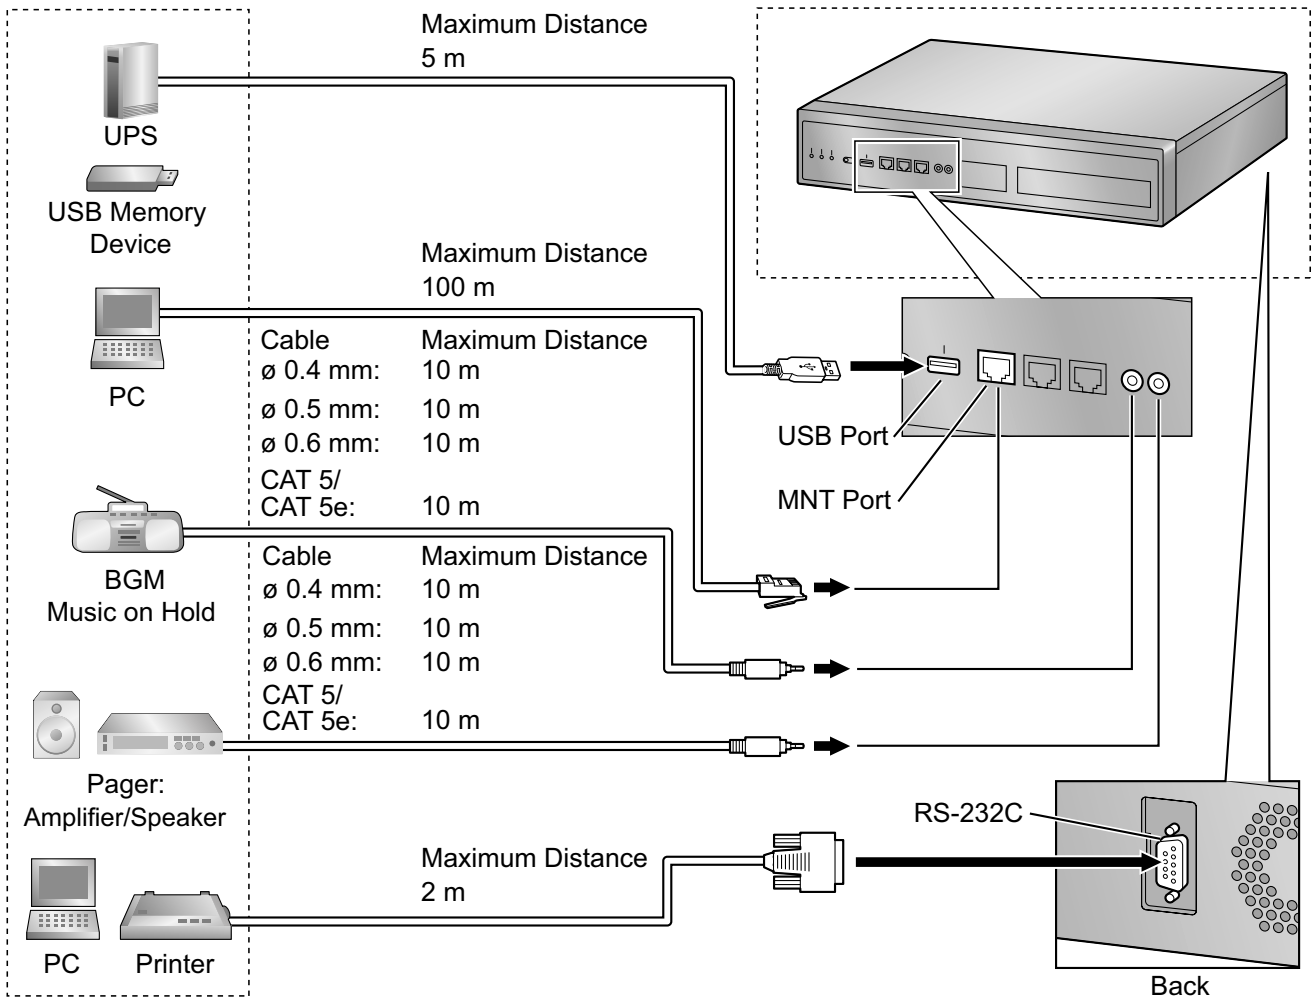 Maximum Distance
5 m
UPS
USB Memory
Device
Maximum Distance
100 m
PC
Cable Maximum Distance
ø 0.4 mm: 10 m
ø 0.5 mm: 10 m
ø 0.6 mm: 10 m
CAT 5/
CAT 5e: 10 m
USB Port
MNT Port
BGM
Music on Hold
Cable Maximum Distance
ø 0.4 mm: 10 m
ø 0.5 mm: 10 m
ø 0.6 mm: 10 m
CAT 5/
CAT 5e: 10 m
Pager:
Amplifier/Speaker
RS-232C
Maximum Distance
2 m
PC Printer
Back